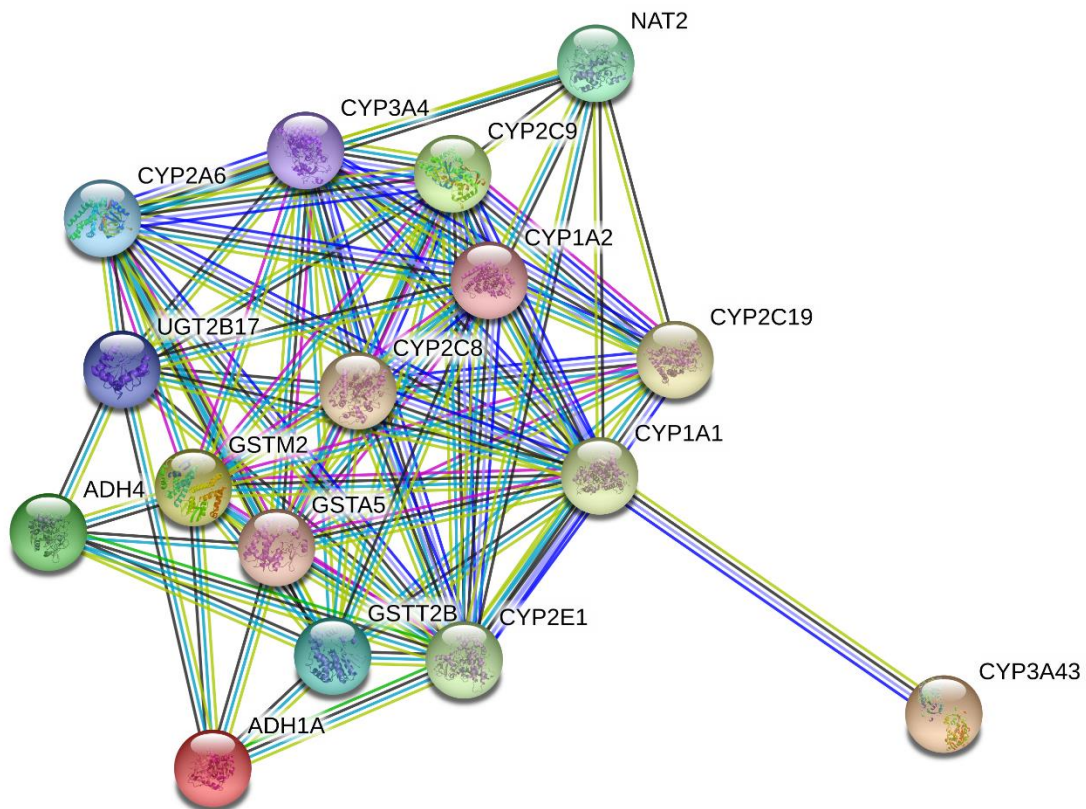 NAT2
CYP3A4
CYP2C9
CYP2A6
CYP1A2
CYP2C19
UGT2B17
CYP2C8
CYP1A1
GSTM2
ADH4
GSTA5
GSTT2B
CYP2E1
CYP3A43
ADH1A